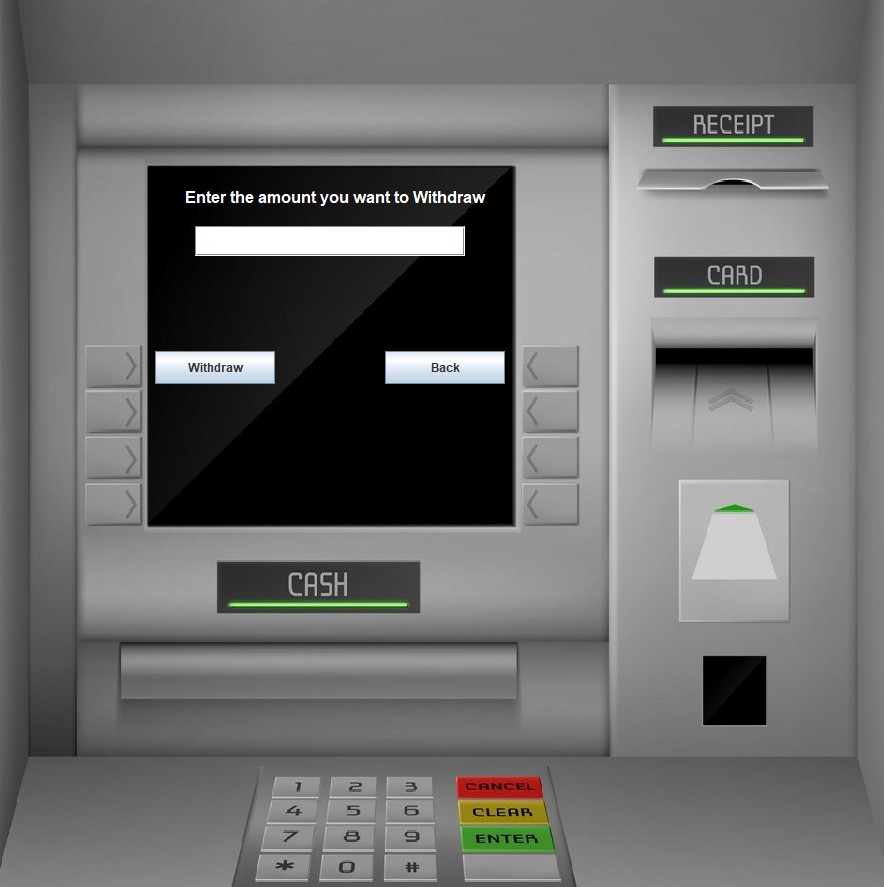 RECEIPT
Enter the amount you want to Withdraw
CARD
Withdraw
Back
CASH
1 2 3 CANCEL
4 5 6 CLEAR
7 8 9 ENTER
* 0 #